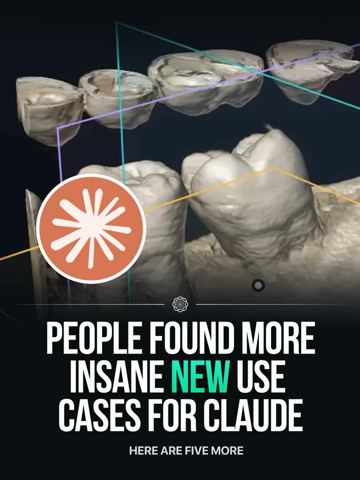 PEOPLE FOUND MORE
INSANE NEW USE
CASES FOR CLAUDE
HERE ARE FIVE MORE